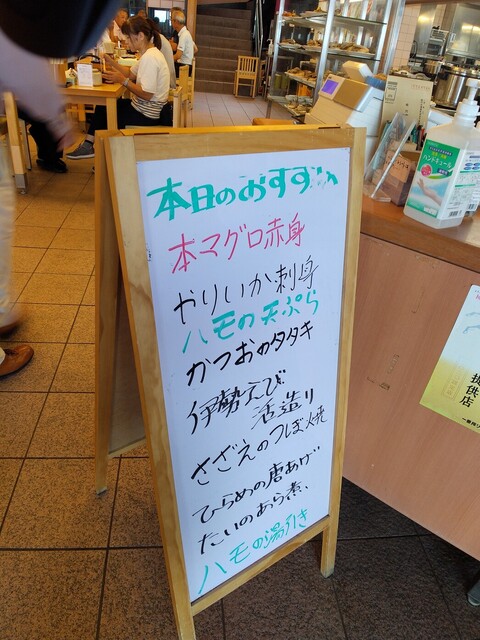 本日のおすすめ
本マグロ赤身
やりいか刺身
ハモの天ぷら
かつおのタタキ
伊勢えび
活造り
さざえのつぼ焼
ひらめの唐あげ
たいのあら煮
ハモの湯引き
提供店